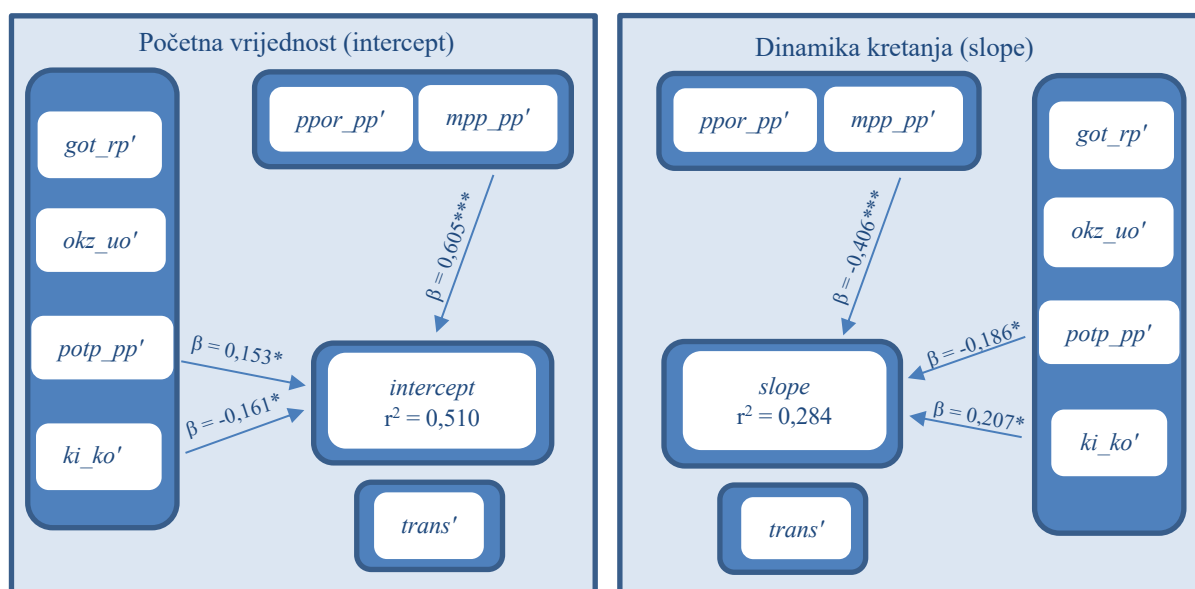 Početna vrijednost (intercept)
ppor_pp'
mpp_pp'
got_rp'
okz_uo'
β = 0,605***
potp_pp'
β = 0,153*
intercept
r² = 0,510
β = -0,161*
ki_ko'
trans'
Dinamika kretanja (slope)
ppor_pp'
mpp_pp'
got_rp'
okz_uo'
β = -0,406***
potp_pp'
β = -0,186*
slope
r² = 0,284
β = 0,207*
ki_ko'
trans'